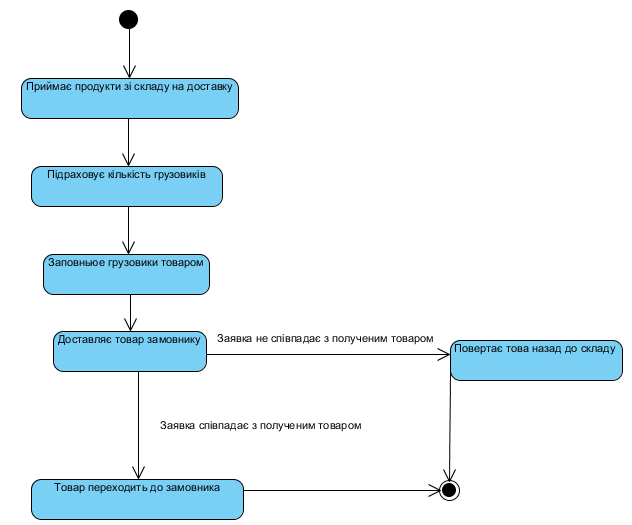 Приймає продукти зі складу на доставку
Підраховує кількість грузовиків
Заповньюе грузовики товаром
Доставляє товар замовнику
Заявка не співпадає з полученим товаром
Повертає това назад до складу
Заявка співпадає з полученим товаром
Товар переходить до замовника